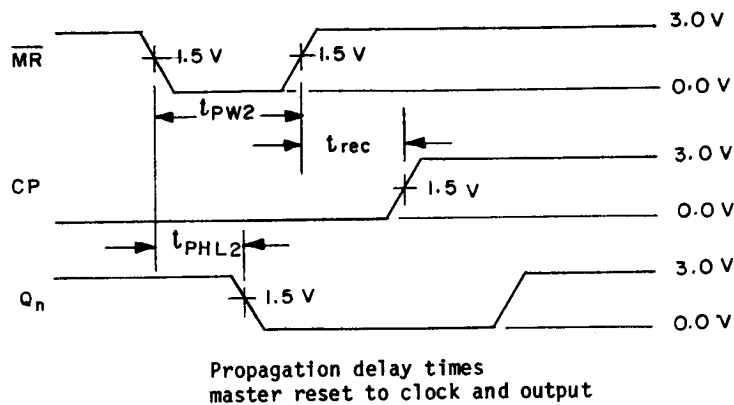 3.0 V
M̅R̅
1.5 V
1.5 V
0.0 V
tPW2
trec
3.0 V
CP
1.5 V
0.0 V
tPHL2
3.0 V
Qn
1.5 V
0.0 V
Propagation delay times
master reset to clock and output